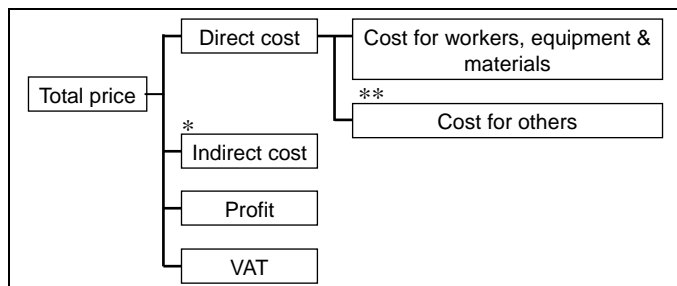 Direct cost
Cost for workers, equipment &
materials
Total price
**
Cost for others
*
Indirect cost
Profit
VAT